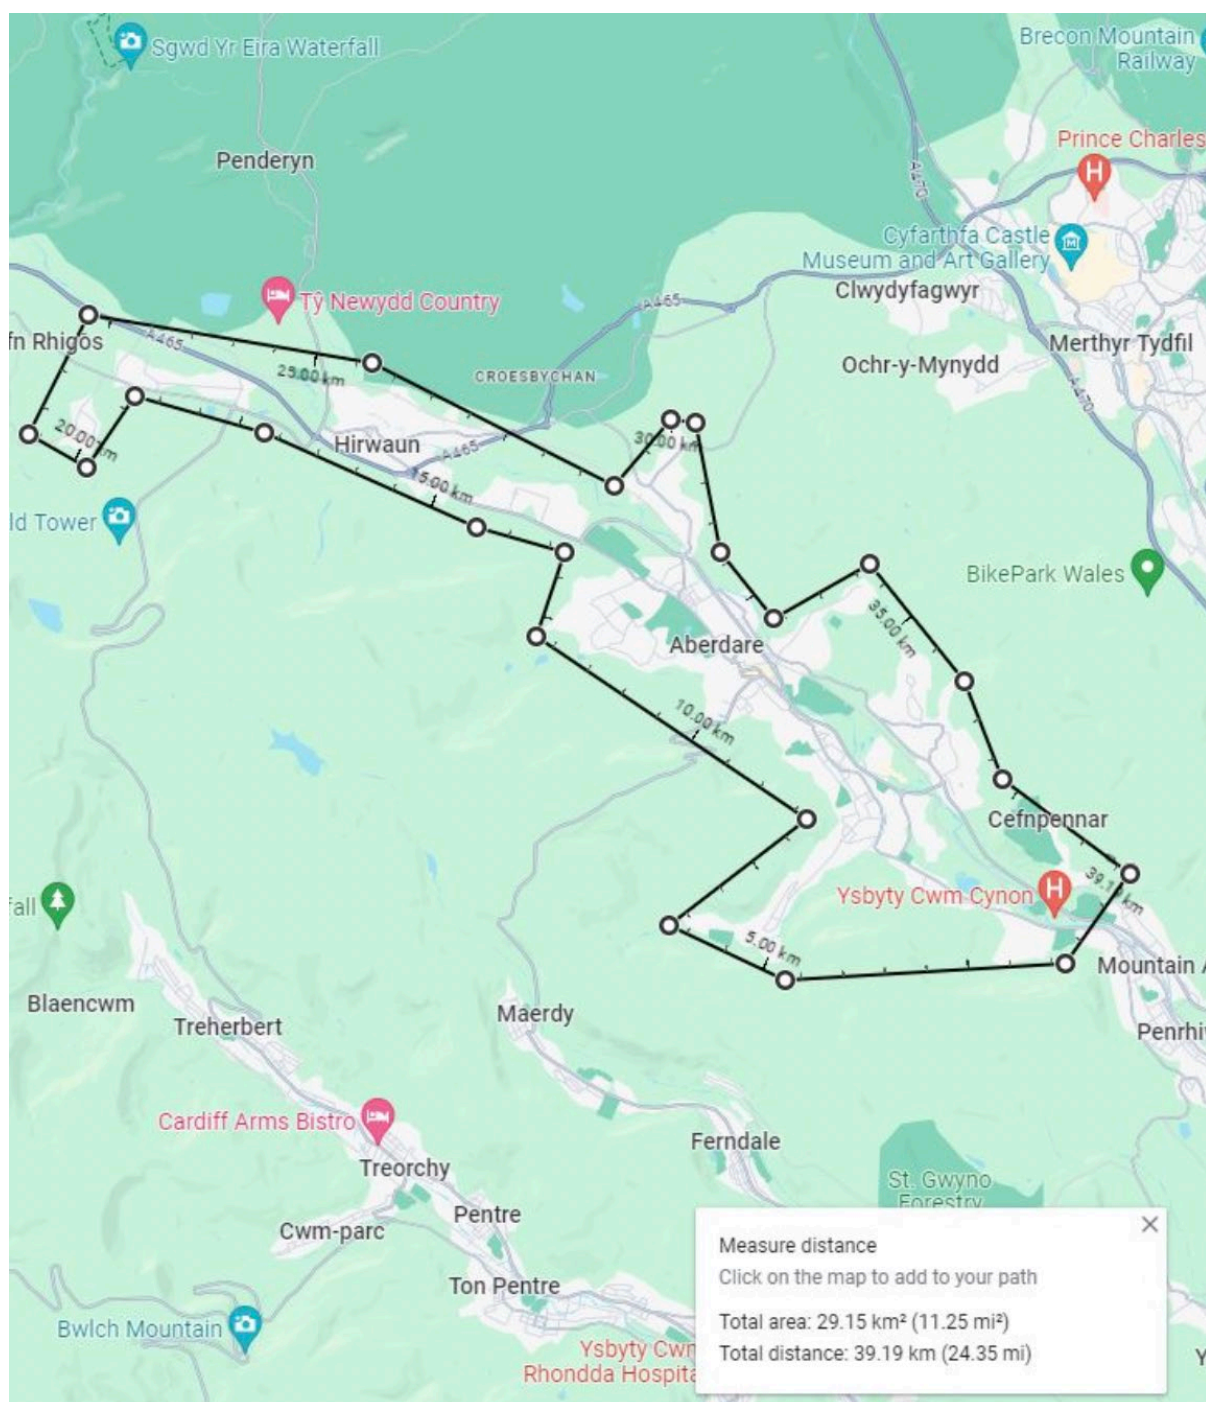 Sgwd Yr Eira Waterfall
Brecon Mountain
Railway
Penderyn
A470
Prince Charles
A470
Cyfarthfa Castle
Museum and Art Gallery
Clwydyfagwyr
Tŷ Newydd Country
A465
fn Rhigos
A465
Merthyr Tydfil
Ochr-y-Mynydd
25.00 km
CROESBYCHAN
A470
20.00 km
Hirwaun
A465
30.00 km
15.00 km
ld Tower
BikePark Wales
35.00 km
Aberdare
10.00 km
Cefnpennar
39.19 km
Ysbyty Cwm Cynon
fall
5.00 km
Mountain A
Blaencwm
Maerdy
Treherbert
Penrhiw
Cardiff Arms Bistro
Ferndale
Treorchy
St. Gwyno
Forestry
Pentre
Cwm-parc
Measure distance
Click on the map to add to your path
Ton Pentre
Total area: 29.15 km² (11.25 mi²)
Bwlch Mountain
Total distance: 39.19 km (24.35 mi)
Ysbyty Cwm
Rhondda Hospita
Y